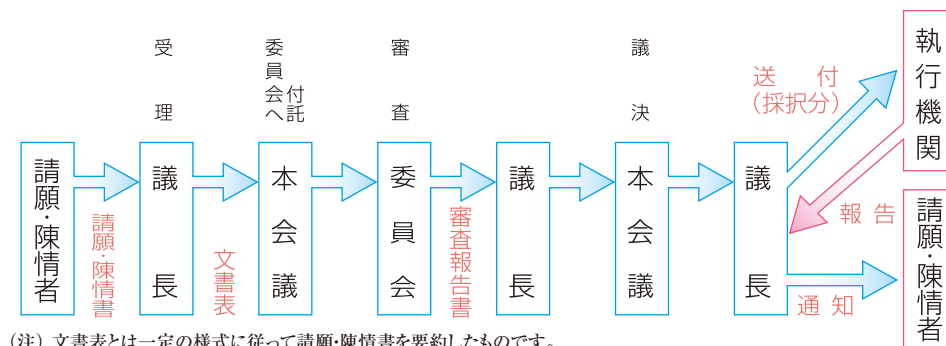 受理
委員会へ付託
審査
議決
請願・陳情者
請願・陳情書
議長
文書表
本会議
委員会
審査報告書
議長
本会議
議長
送付
（採択分）
執行機関
報告
通知
請願・陳情者
（注）文書表とは一定の様式に従って請願・陳情書を要約したものです。